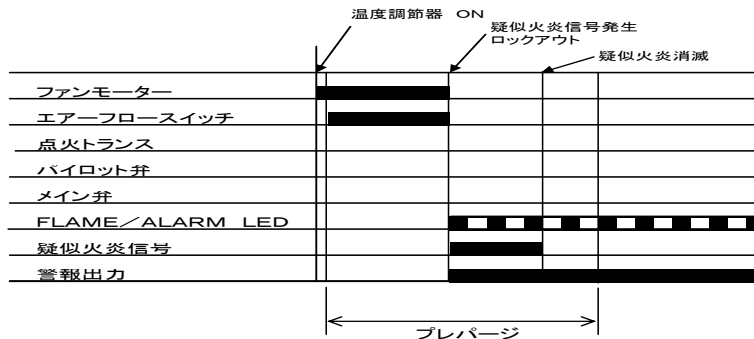 温度調節器 ON
疑似火炎信号発生
ロックアウト
疑似火炎消滅
ファンモーター
エアーフロースイッチ
点火トランス
パイロット弁
メイン弁
FLAME/ALARM LED
疑似火炎信号
警報出力
プレパージ